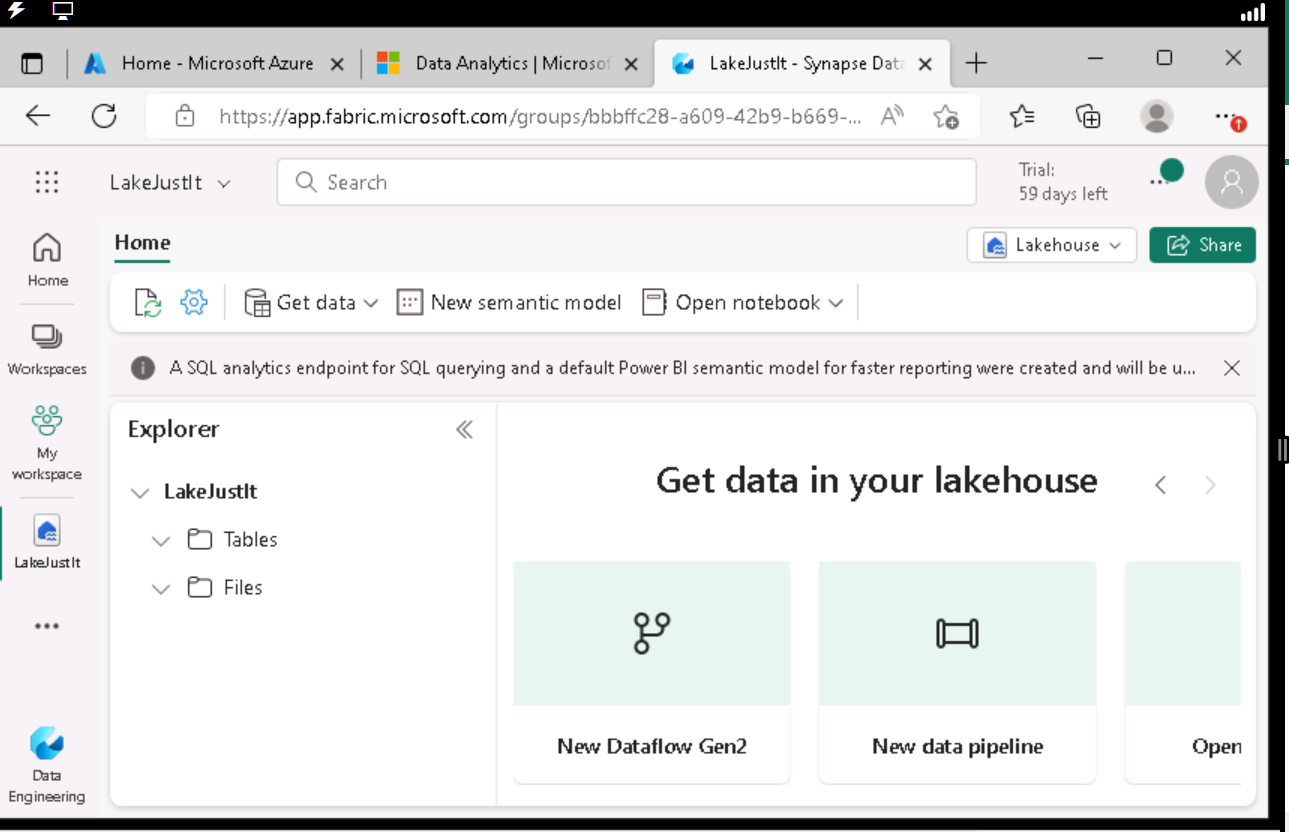 Home - Microsoft Azure
Data Analytics | Microsof
LakeJustIt - Synapse Data
https://app.fabric.microsoft.com/groups/bbbffc28-a609-42b9-b669-...
LakeJustIt
Search
Trial:
59 days left
Home
Lakehouse
Share
Home
Get data
New semantic model
Open notebook
Workspaces
A SQL analytics endpoint for SQL querying and a default Power BI semantic model for faster reporting were created and will be u...
My
workspace
Explorer
LakeJustIt
Tables
Files
LakeJustIt
Get data in your lakehouse
New Dataflow Gen2
New data pipeline
Open
Data
Engineering